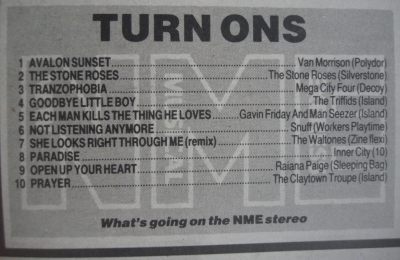 TURN ONS
1 AVALON SUNSET Van Morrison (Polydor)
2 THE STONE ROSES The Stone Roses (Silverstone)
3 TRANZOPHOBIA Mega City Four (Decoy)
4 GOODBYE LITTLE BOY The Triffids (Island)
5 EACH MAN KILLS THE THING HE LOVES Gavin Friday And Man Seezer (Island)
6 NOT LISTENING ANYMORE Snuff (Workers Playtime)
7 SHE LOOKS RIGHT THROUGH ME (remix) The Waltones (Zine flexi)
8 PARADISE Inner City (10)
9 OPEN UP YOUR HEART Raiana Paige (Sleeping Bag)
10 PRAYER The Claytown Troupe (Island)
What's going on the NME stereo